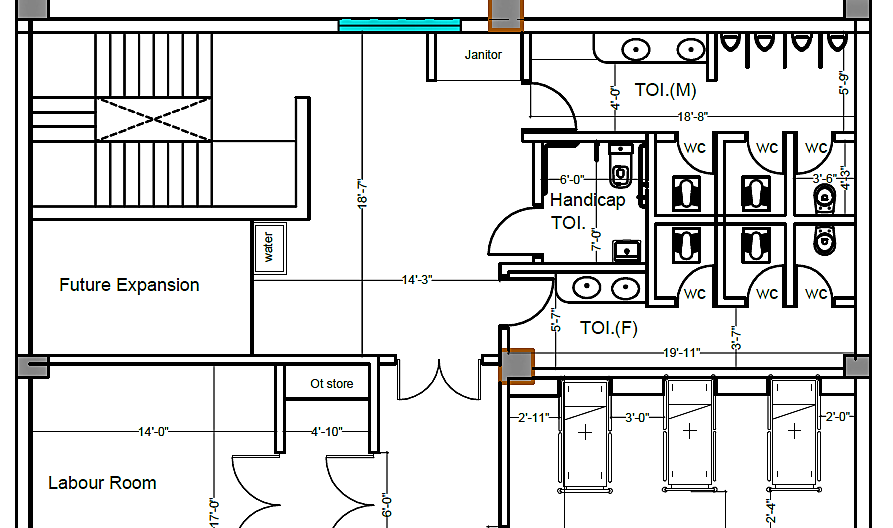 Janitor
TOI.(M)
4'-0"
18'-8"
5'-9"
WC
WC
WC
3'-6"
4'-3"
6'-0"
Handicap
TOI.
7'-0"
18'-7"
water
14'-3"
Future Expansion
WC
WC
WC
5'-7"
TOI.(F)
3'-7"
19'-11"
Ot store
14'-0"
4'-10"
2'-11"
3'-0"
2'-0"
Labour Room
17'-0"
6'-0"
2'-4"